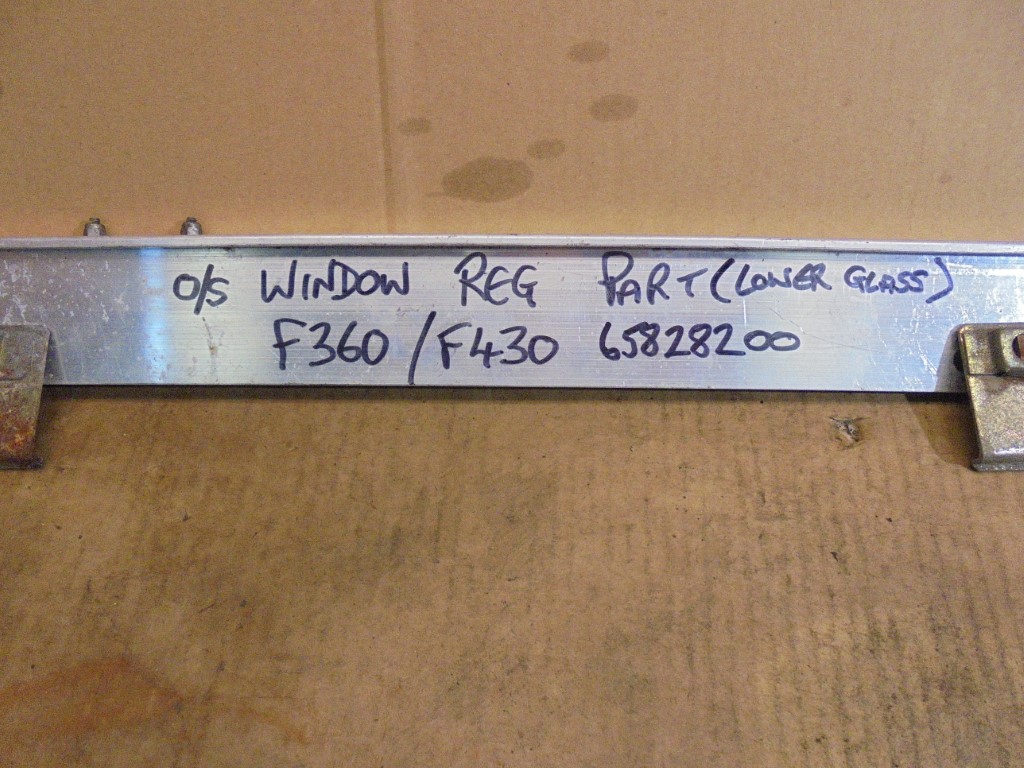 O/S WINDOW REG PART (LOWER GLASS)
F360 / F430 65828200